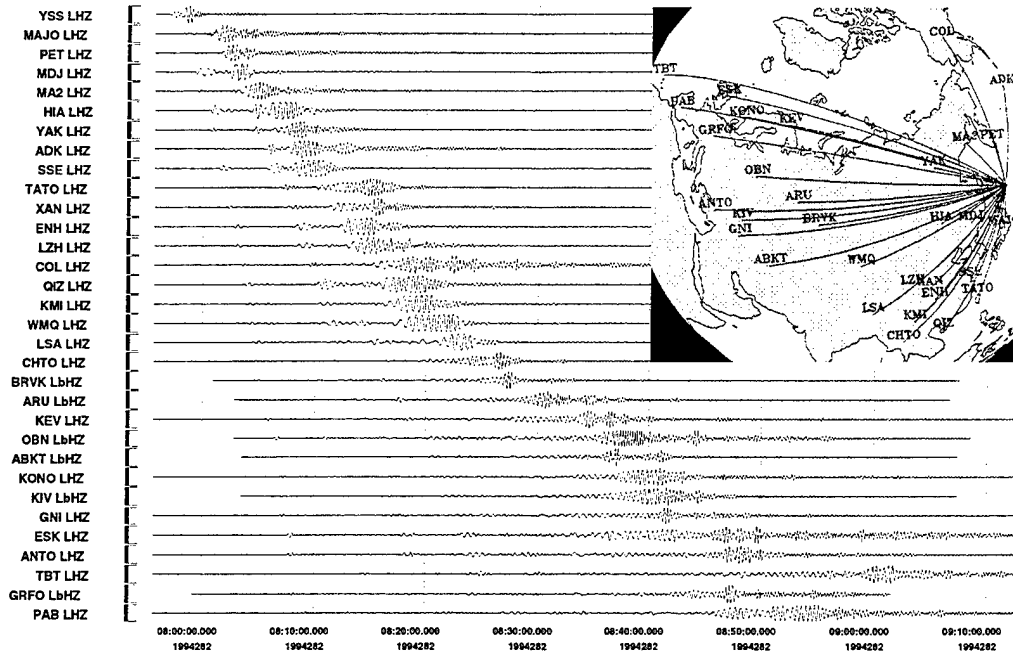 YSS LHZ
MAJO LHZ
PET LHZ
MDJ LHZ
MA2 LHZ
HIA LHZ
YAK LHZ
ADK LHZ
SSE LHZ
TATO LHZ
XAN LHZ
ENH LHZ
LZH LHZ
COL LHZ
QIZ LHZ
KMI LHZ
WMQ LHZ
LSA LHZ
CHTO LHZ
BRVK LbHZ
ARU LbHZ
KEV LHZ
OBN LbHZ
ABKT LbHZ
KONO LHZ
KIV LbHZ
GNI LHZ
ESK LHZ
ANTO LHZ
TBT LHZ
GRFO LbHZ
PAB LHZ
COL
TBT
ADK
ESK
PAB
KONO
KEV
GRFO
MA2 PET
YAK
OBN
ARU
ANTO
KIV
BRVK
HIA MDJ
GNI
ABKT
WMQ
SSE
LZH XAN
ENH
TATO
LSA
KMI
QIZ
CHTO
08:00:00.000 08:10:00.000 08:20:00.000 08:30:00.000 08:40:00.000 08:50:00.000 09:00:00.000 09:10:00.000
1994282 1994282 1994282 1994282 1994282 1994282 1994282 1994282